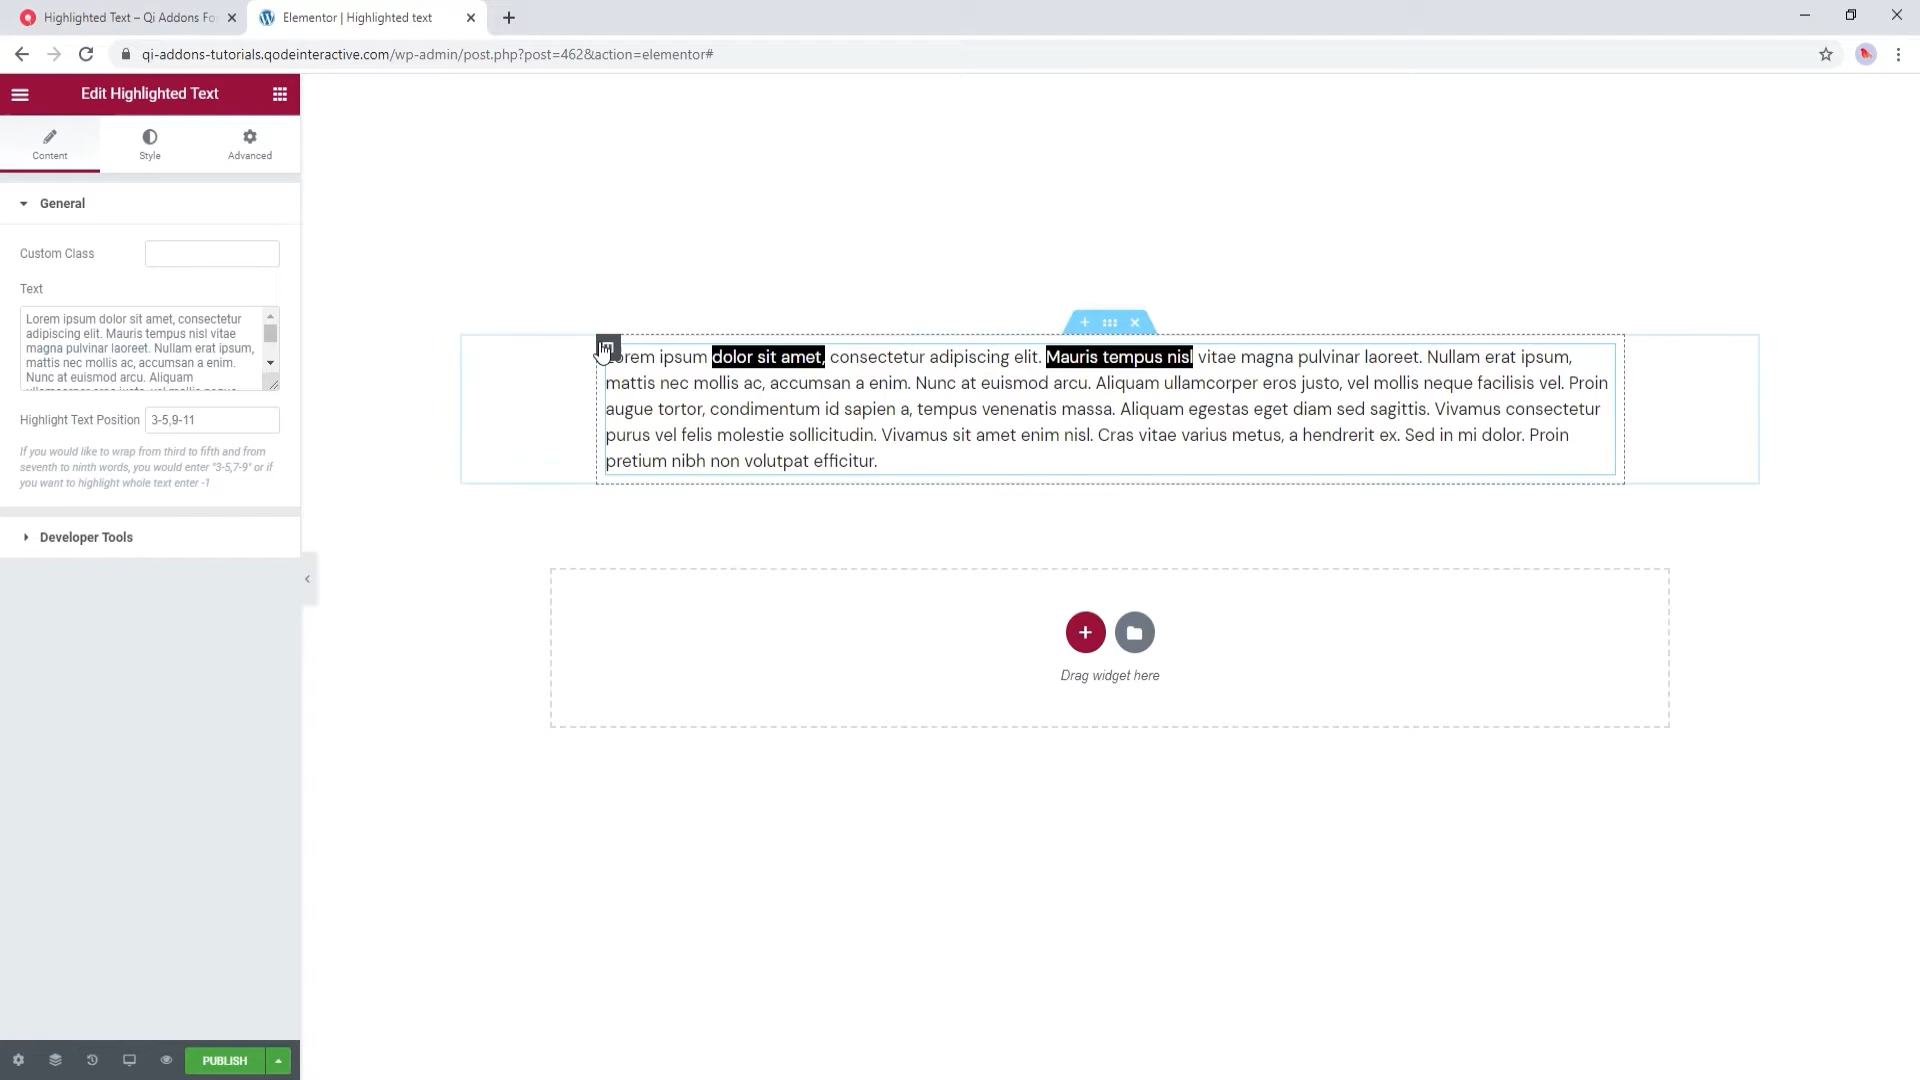 Highlighted Text – Qi Addons Fo
Elementor | Highlighted text
qi-addons-tutorials.qodeinteractive.com/wp-admin/post.php?post=462&action=elementor#
Edit Highlighted Text
Content
Style
Advanced
General
Custom Class
Text
Lorem ipsum dolor sit amet, consectetur
adipiscing elit. Mauris tempus nisl vitae
magna pulvinar laoreet. Nullam erat ipsum,
mattis nec mollis ac, accumsan a enim.
Nunc at euismod arcu. Aliquam
Highlight Text Position
3-5,9-11
If you would like to wrap from third to fifth and from
seventh to ninth words, you would enter "3-5,7-9" or if
you want to highlight whole text enter -1
Developer Tools
PUBLISH
orem ipsum dolor sit amet, consectetur adipiscing elit. Mauris tempus nisl vitae magna pulvinar laoreet. Nullam erat ipsum,
mattis nec mollis ac, accumsan a enim. Nunc at euismod arcu. Aliquam ullamcorper eros justo, vel mollis neque facilisis vel. Proin
augue tortor, condimentum id sapien a, tempus venenatis massa. Aliquam egestas eget diam sed sagittis. Vivamus consectetur
purus vel felis molestie sollicitudin. Vivamus sit amet enim nisl. Cras vitae varius metus, a hendrerit ex. Sed in mi dolor. Proin
pretium nibh non volutpat efficitur.
Drag widget here